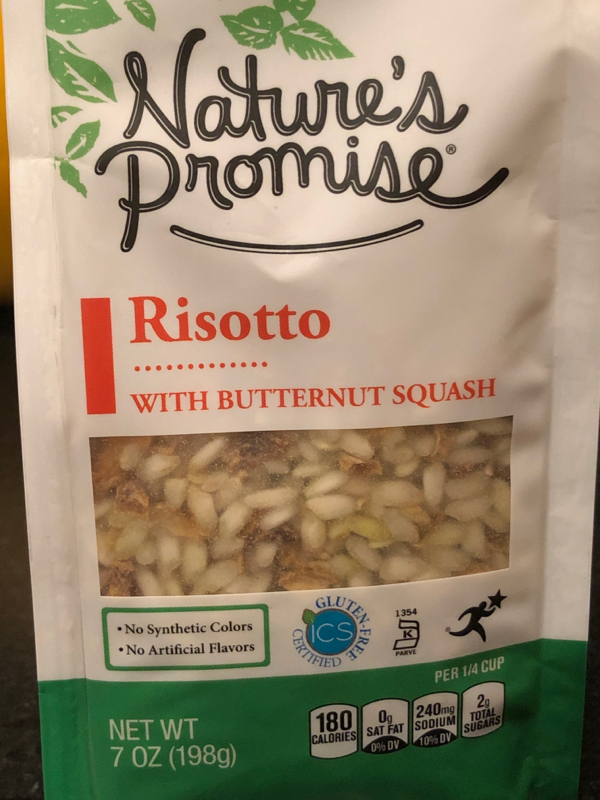 Nature's
Promise®
Risotto
WITH BUTTERNUT SQUASH
• No Synthetic Colors
• No Artificial Flavors
GLUTEN-FREE
ICS
CERTIFIED
1354
K
PARVE
PER 1/4 CUP
180
CALORIES
0g
SAT FAT
0% DV
240mg
SODIUM
10% DV
2g
TOTAL
SUGARS
NET WT
7 OZ (198g)